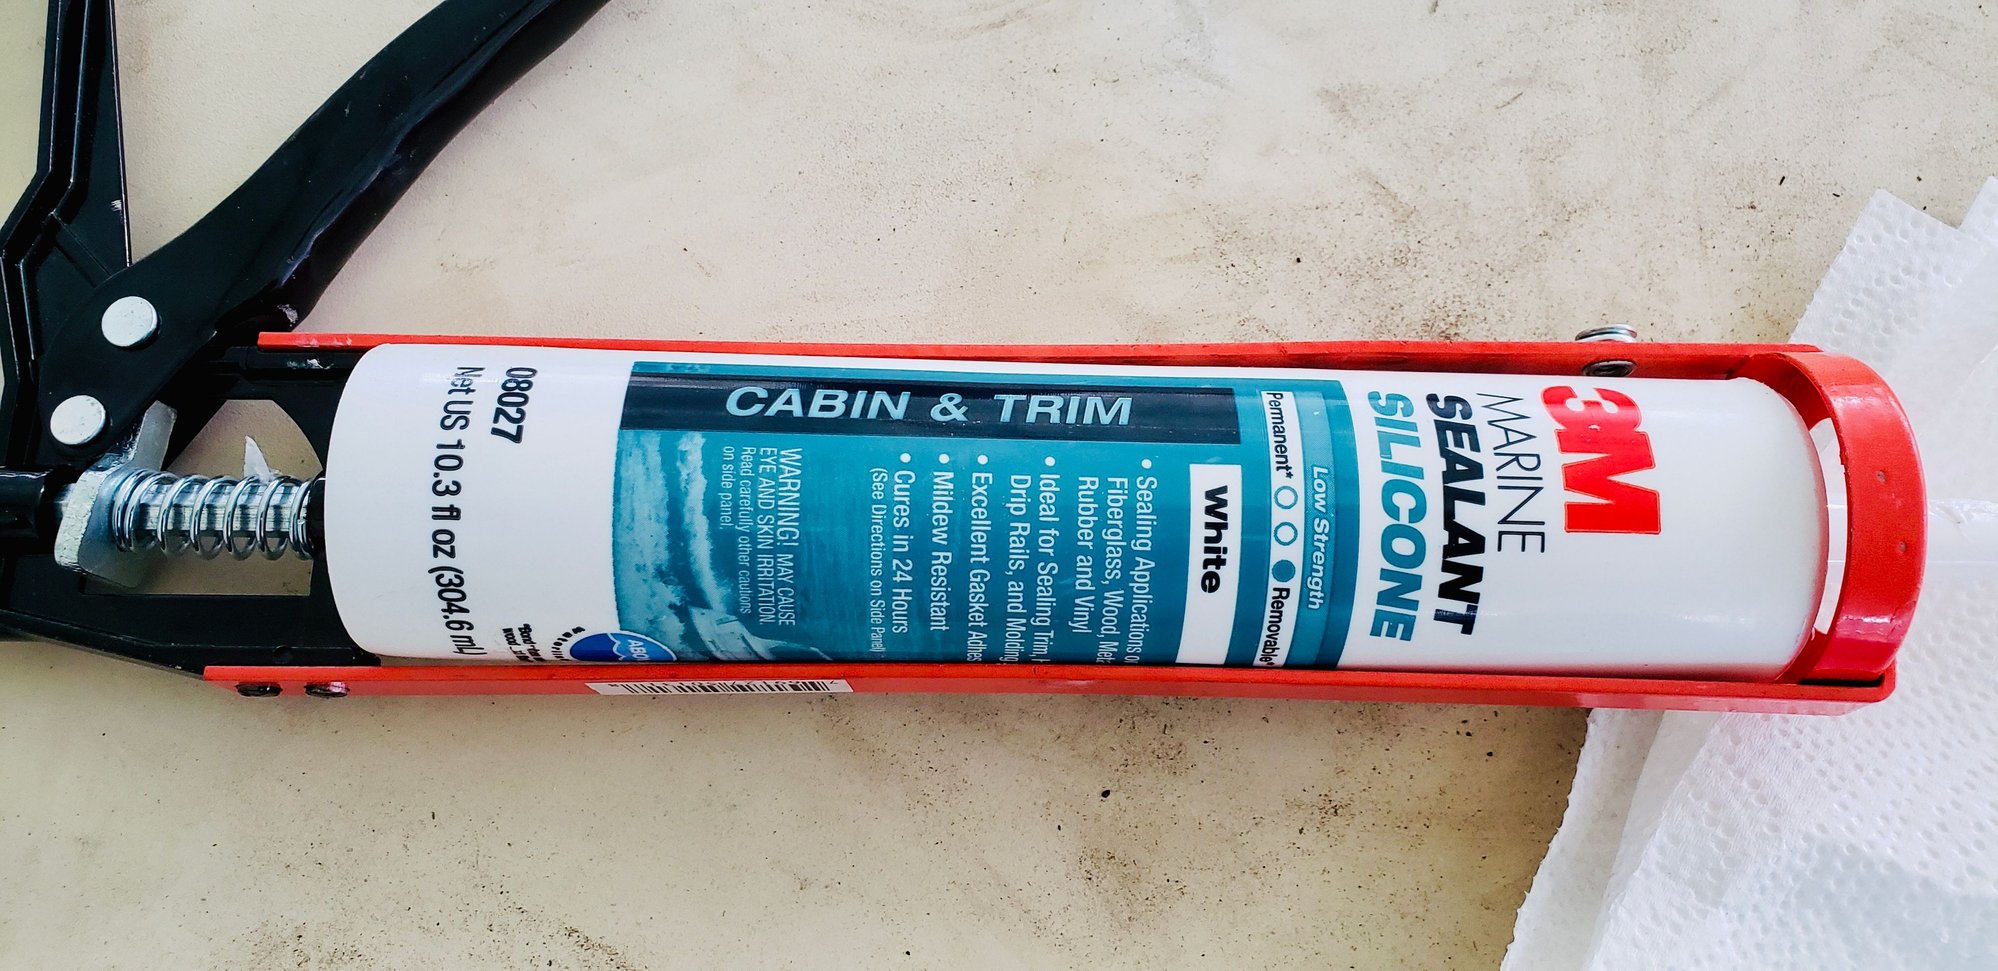 3M
MARINE
SEALANT
SILICONE
Low Strength
Permanent* Removable*
White
CABIN & TRIM
• Sealing Applications
Fiberglass, Wood,
Rubber and Vinyl
• Ideal for Sealing Trim,
Drip Rails, and Molding
• Excellent Gasket
• Mildew Resistant
• Cures in 24 Hours
(See Directions on Side Panel)
WARNING! MAY CAUSE
EYE AND SKIN IRRITATION.
Read carefully other cautions
on side panel.
08027
Net US 10.3 fl oz (304.6 mL)